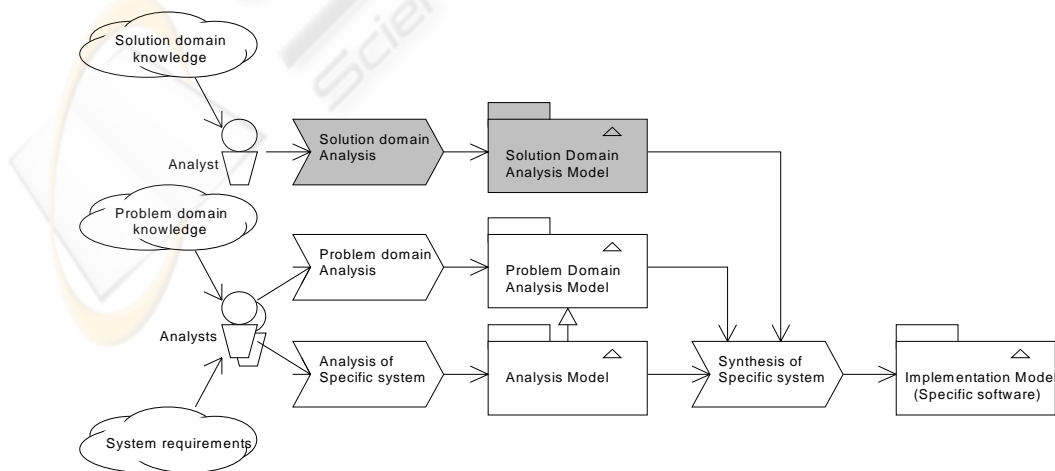 Solution domain
knowledge
Analyst
Solution domain
Analysis
Solution Domain
Analysis Model
Problem domain
knowledge
Problem domain
Analysis
Problem Domain
Analysis Model
Analysts
Analysis of
Specific system
Analysis Model
Synthesis of
Specific system
Implementation Model
(Specific software)
System requirements